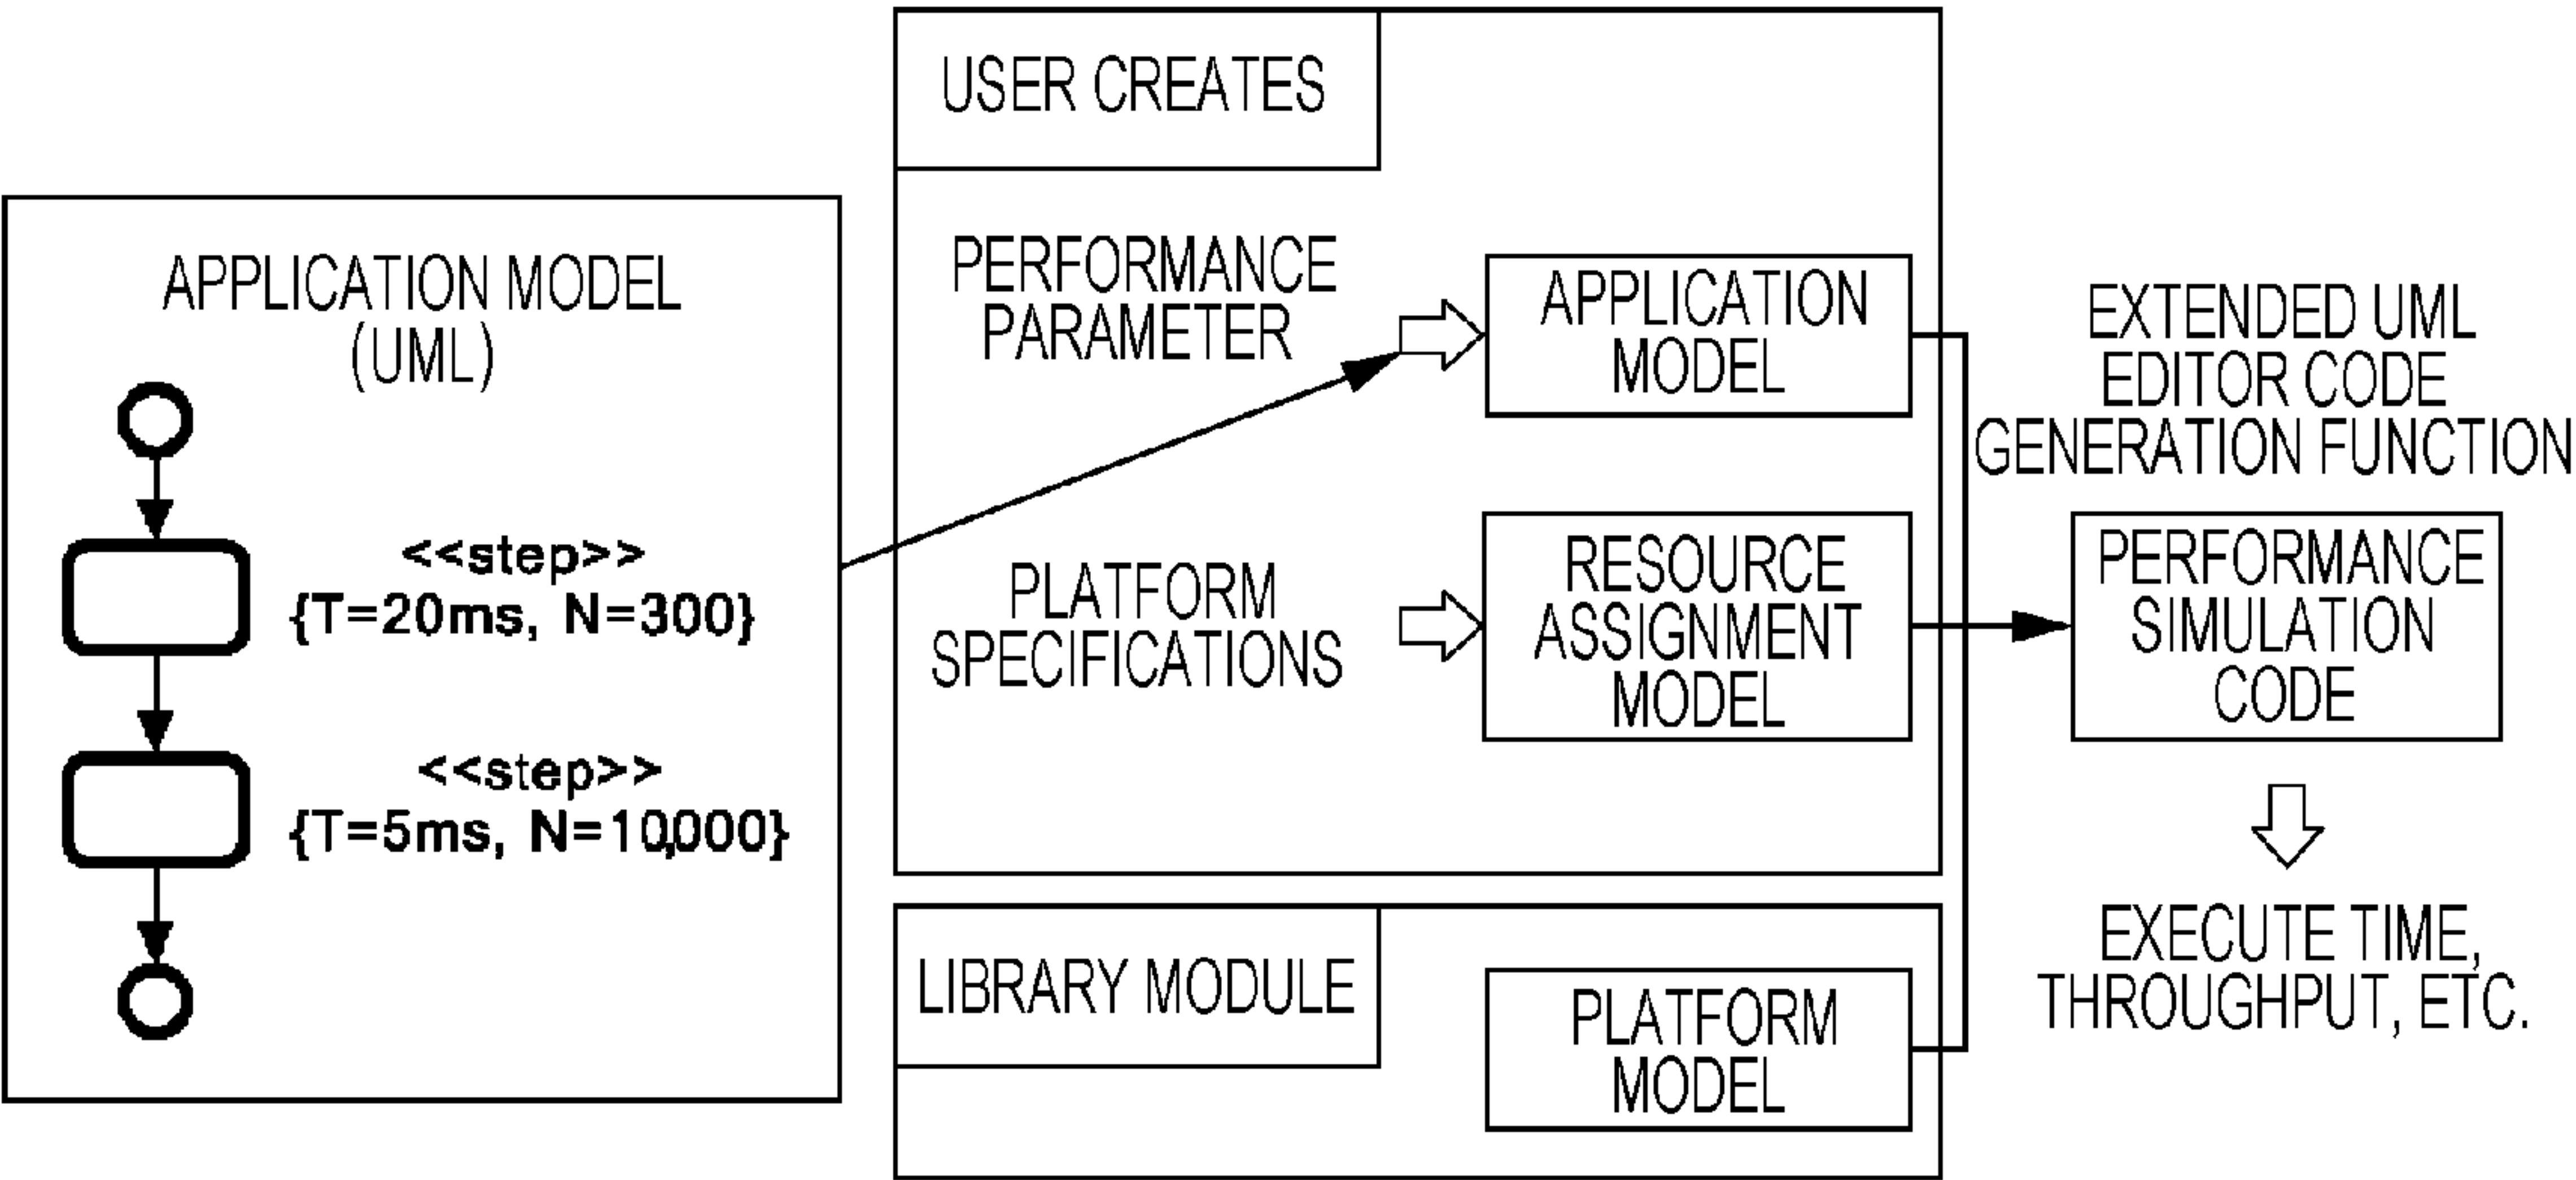 APPLICATION MODEL
(UML)
<<step>>
{T=20ms, N=300}
<<step>>
{T=5ms, N=10,000}
USER CREATES
PERFORMANCE
PARAMETER
APPLICATION
MODEL
PLATFORM
SPECIFICATIONS
RESOURCE
ASSIGNMENT
MODEL
LIBRARY MODULE
PLATFORM
MODEL
EXTENDED UML
EDITOR CODE
GENERATION FUNCTION
PERFORMANCE
SIMULATION
CODE
EXECUTE TIME,
THROUGHPUT, ETC.